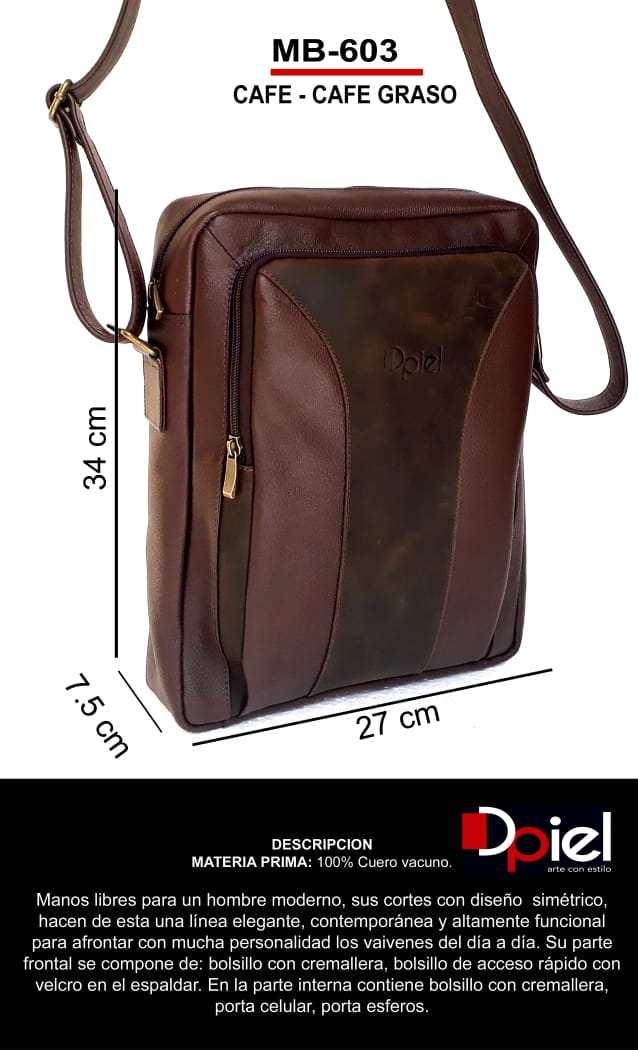 MB-603
CAFE - CAFE GRASO
Dpiel
34 cm
7.5 cm
27 cm
Dpiel
arte con estilo
DESCRIPCION
MATERIA PRIMA: 100% Cuero vacuno.
Manos libres para un hombre moderno, sus cortes con diseño simétrico,
hacen de esta una línea elegante, contemporánea y altamente funcional
para afrontar con mucha personalidad los vaivenes del día a día. Su parte
frontal se compone de: bolsillo con cremallera, bolsillo de acceso rápido con
velcro en el espaldar. En la parte interna contiene bolsillo con cremallera,
porta celular, porta esferos.